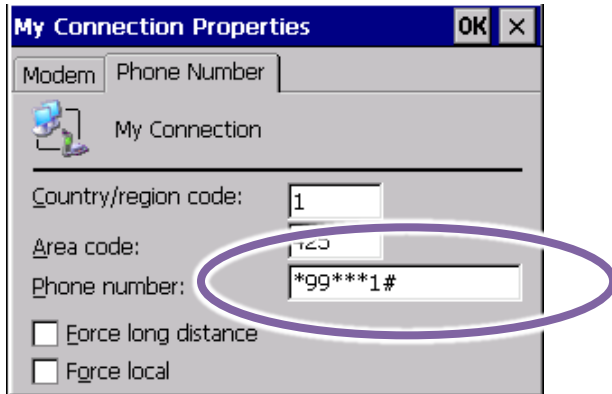 My Connection Properties OK ×
Modem Phone Number
My Connection
Country/region code: 1
Area code: 425
Phone number: *99***1#
Force long distance
Force local